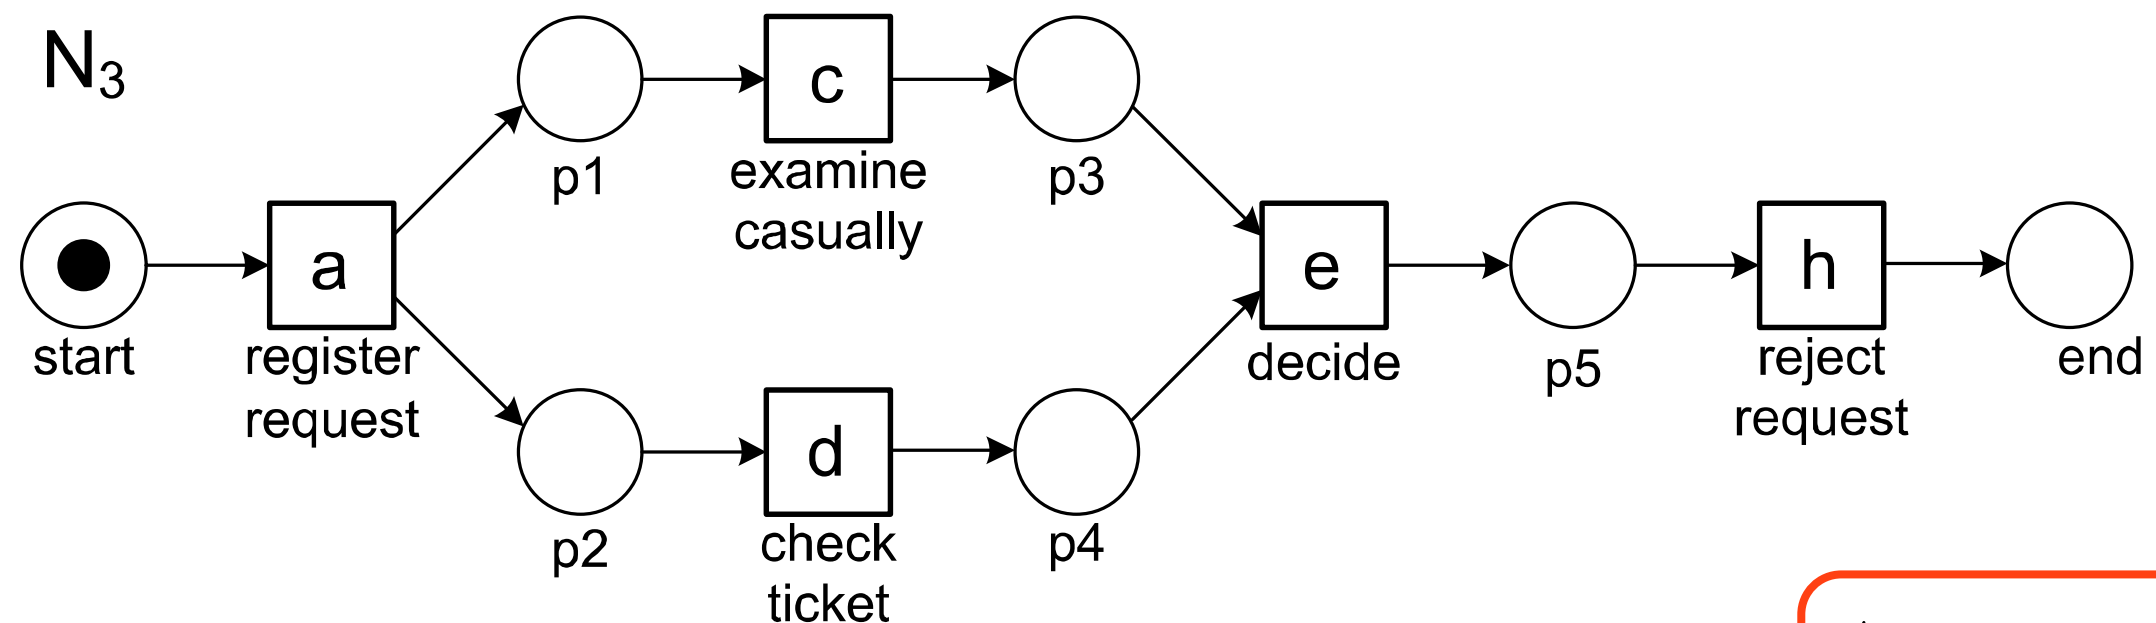 N₃
p1
c
examine
casually
p3
start
a
register
request
e
decide
p5
h
reject
request
end
p2
d
check
ticket
p4